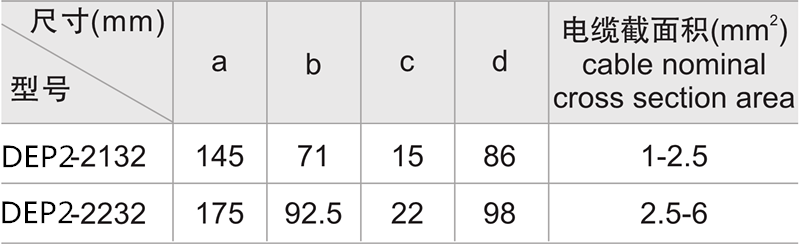 尺寸(mm)
型号
a b c d
电缆截面积(mm²)
cable nominal
cross section area
DEP2-2132 145 71 15 86 1-2.5
DEP2-2232 175 92.5 22 98 2.5-6